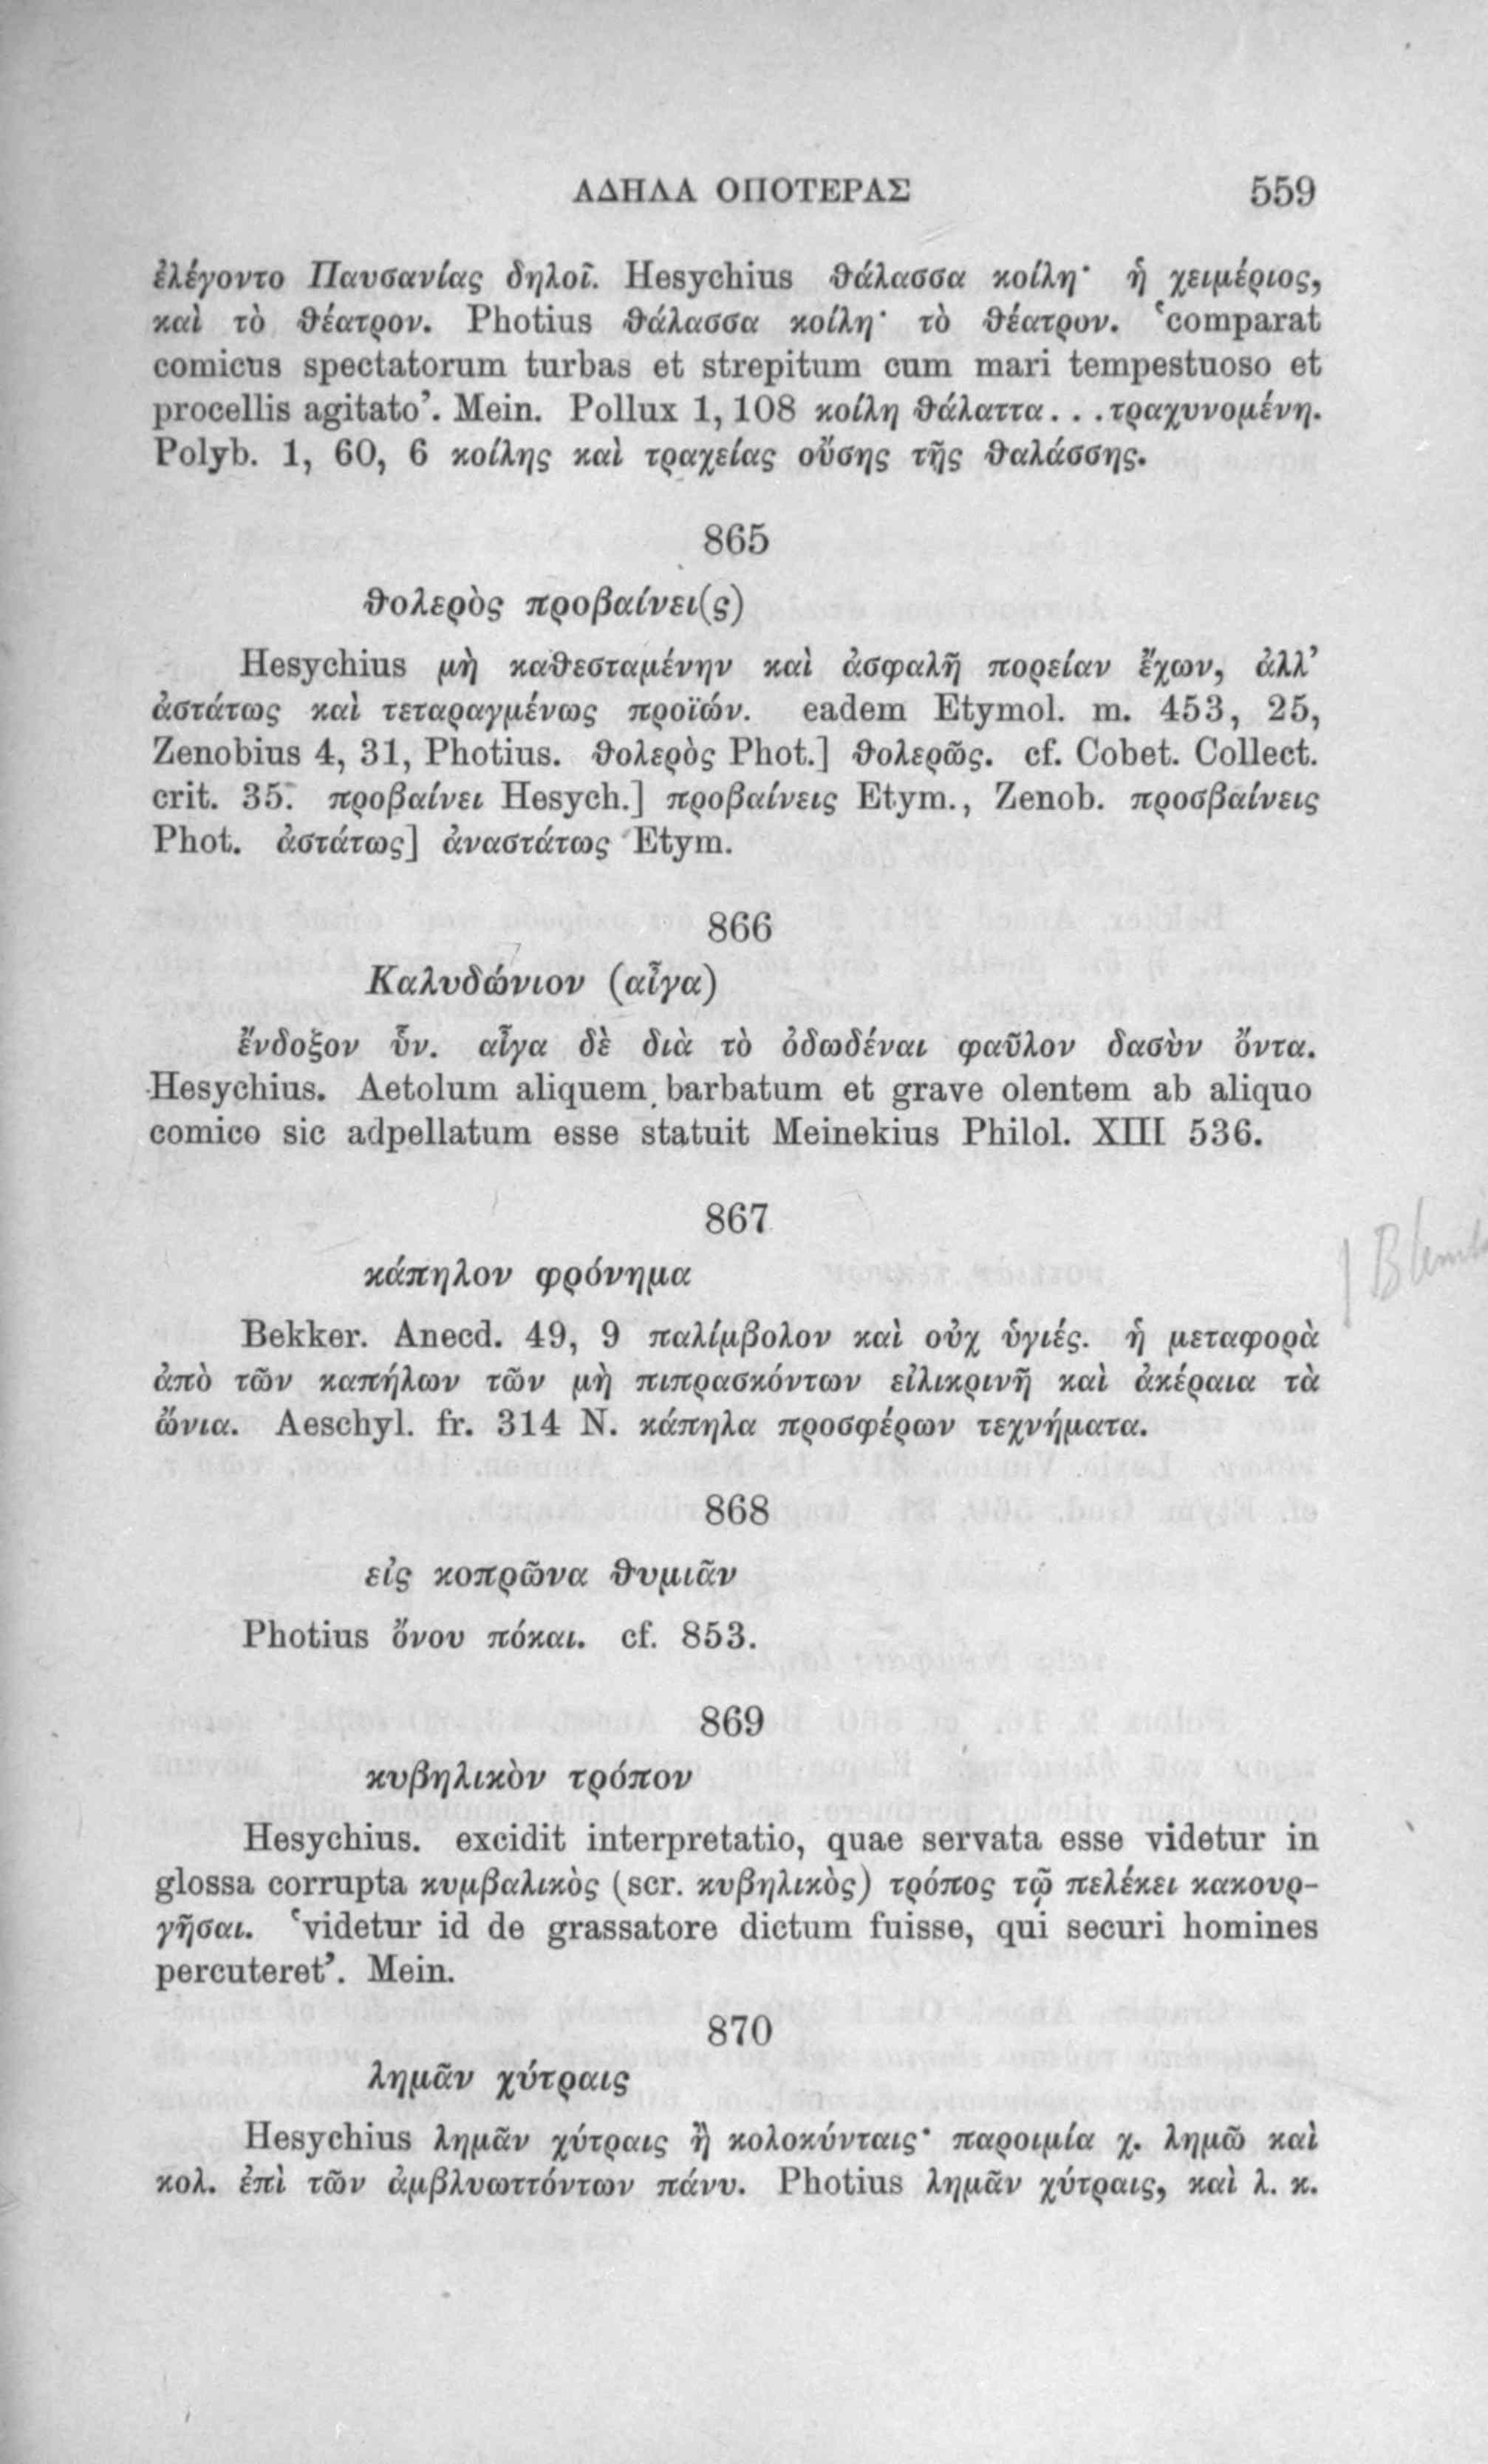 ΑΔΗΛΑ ΟΠΟΤΕΡΑΣ 559
ἐλέγοντο Παυσανίας δηλοῖ. Hesychius θάλασσα κοίλη· ἡ χειμέριος,
καὶ τὸ θέατρον. Photius θάλασσα κοίλη· τὸ θέατρον. ‘comparat
comicus spectatorum turbas et strepitum cum mari tempestuoso et
procellis agitato’. Mein. Pollux 1, 108 κοίλη θάλαττα...τραχυνομένη.
Polyb. 1, 60, 6 κοίλης καὶ τραχείας οὔσης τῆς θαλάσσης.
865
θολερὸς προβαίνει(ς)
Hesychius μὴ καθεσταμένην καὶ ἀσφαλῆ πορείαν ἔχων, ἀλλ’
ἀστάτως καὶ τεταραγμένως προϊών. eadem Etymol. m. 453, 25,
Zenobius 4, 31, Photius. θολερὸς Phot.] θολερῶς. cf. Cobet. Collect.
crit. 35. προβαίνει Hesych.] προβαίνεις Etym., Zenob. προσβαίνεις
Phot. ἀστάτως] ἀναστάτως Etym.
866
Καλυδώνιον (αἶγα)
ἔνδοξον ὗν. αἶγα δὲ διὰ τὸ ὀδωδέναι φαῦλον δασὺν ὄντα.
Hesychius. Aetolum aliquem barbatum et grave olentem ab aliquo
comico sic adpellatum esse statuit Meinekius Philol. XIII 536.
867
κάπηλον φρόνημα
Bekker. Anecd. 49, 9 παλίμβολον καὶ οὐχ ὑγιές. ἡ μεταφορὰ
ἀπὸ τῶν καπήλων τῶν μὴ πιπρασκόντων εἰλικρινῆ καὶ ἀκέραια τὰ
ὤνια. Aeschyl. fr. 314 N. κάπηλα προσφέρων τεχνήματα.
868
εἰς κοπρῶνα θυμιᾶν
Photius ὄνου πόκαι. cf. 853.
869
κυβηλικὸν τρόπον
Hesychius. excidit interpretatio, quae servata esse videtur in
glossa corrupta κυμβαλικὸς (scr. κυβηλικὸς) τρόπος τῷ πελέκει κακουρ-
γῆσαι. ‘videtur id de grassatore dictum fuisse, qui securi homines
percuteret’. Mein.
870
λημᾶν χύτραις
Hesychius λημᾶν χύτραις ἢ κολοκύνταις· παροιμία χ. λημῶ καὶ
κολ. ἐπὶ τῶν ἀμβλυωττόντων πάνυ. Photius λημᾶν χύτραις, καὶ λ. κ.